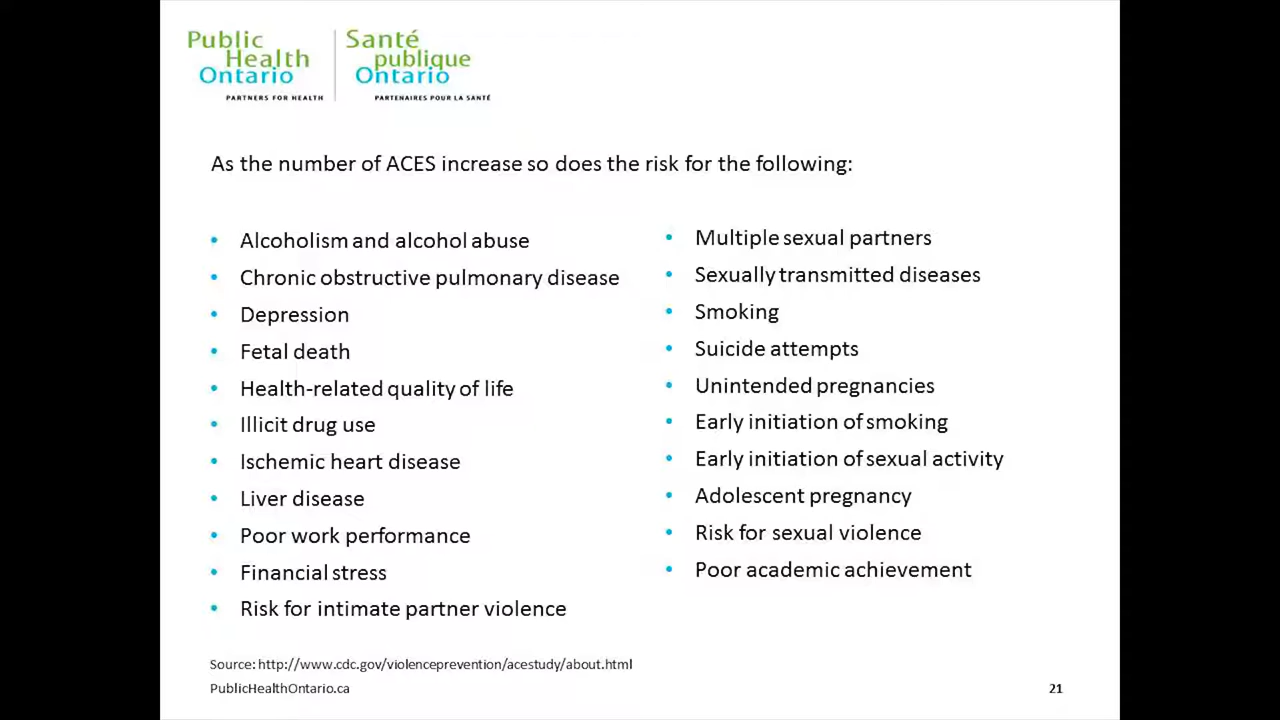 Public
Health
Ontario
PARTNERS FOR HEALTH
Santé
publique
Ontario
PARTENAIRES POUR LA SANTÉ
As the number of ACES increase so does the risk for the following:
• Alcoholism and alcohol abuse
• Chronic obstructive pulmonary disease
• Depression
• Fetal death
• Health-related quality of life
• Illicit drug use
• Ischemic heart disease
• Liver disease
• Poor work performance
• Financial stress
• Risk for intimate partner violence
• Multiple sexual partners
• Sexually transmitted diseases
• Smoking
• Suicide attempts
• Unintended pregnancies
• Early initiation of smoking
• Early initiation of sexual activity
• Adolescent pregnancy
• Risk for sexual violence
• Poor academic achievement
Source: http://www.cdc.gov/violenceprevention/acestudy/about.html
PublicHealthOntario.ca
21